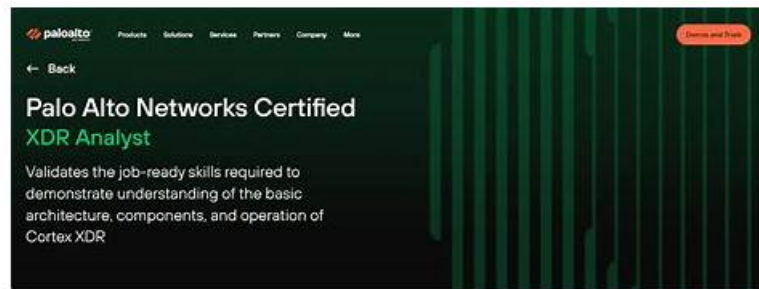 paloalto
Products Solutions Services Partners Company More
Demos and Trials
← Back
Palo Alto Networks Certified
XDR Analyst
Validates the job-ready skills required to
demonstrate understanding of the basic
architecture, components, and operation of
Cortex XDR